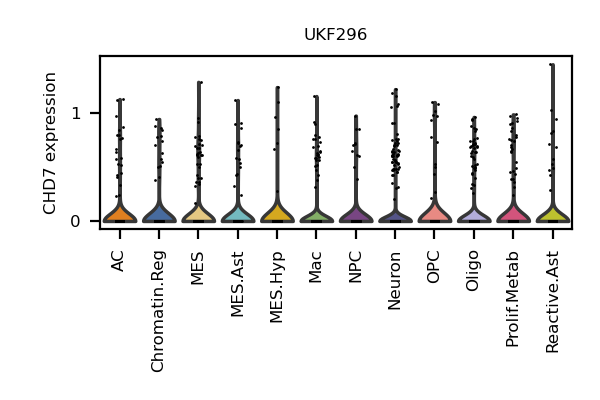 UKF296
CHD7 expression
1
0
AC
Chromatin.Reg
MES
MES.Ast
MES.Hyp
Mac
NPC
Neuron
OPC
Oligo
Prolif.Metab
Reactive.Ast